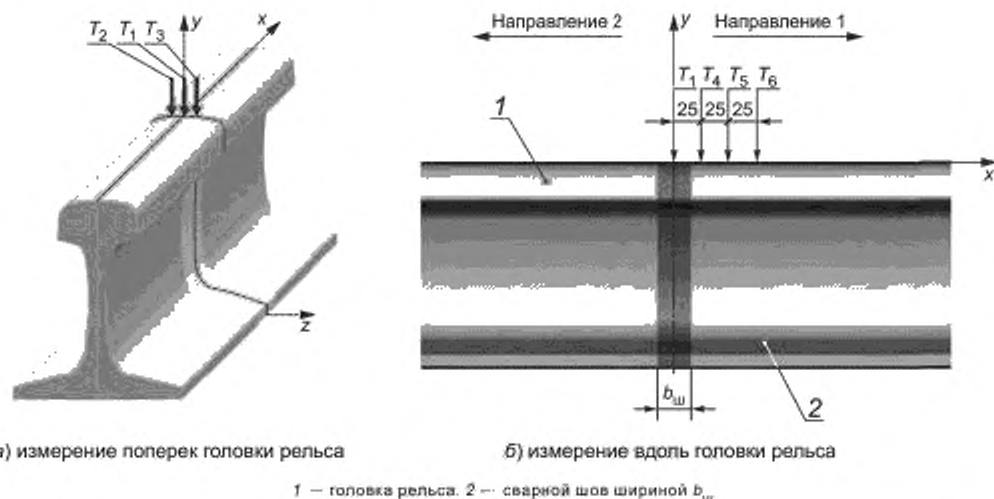 T₂ T₁ T₃
y
x
z
Направление 2
y
Направление 1
T₁ T₄ T₅ T₆
25 25 25
1
x
bш
2
) измерение поперек головки рельса
б) измерение вдоль головки рельса
1 — головка рельса. 2 — сварной шов шириной bш